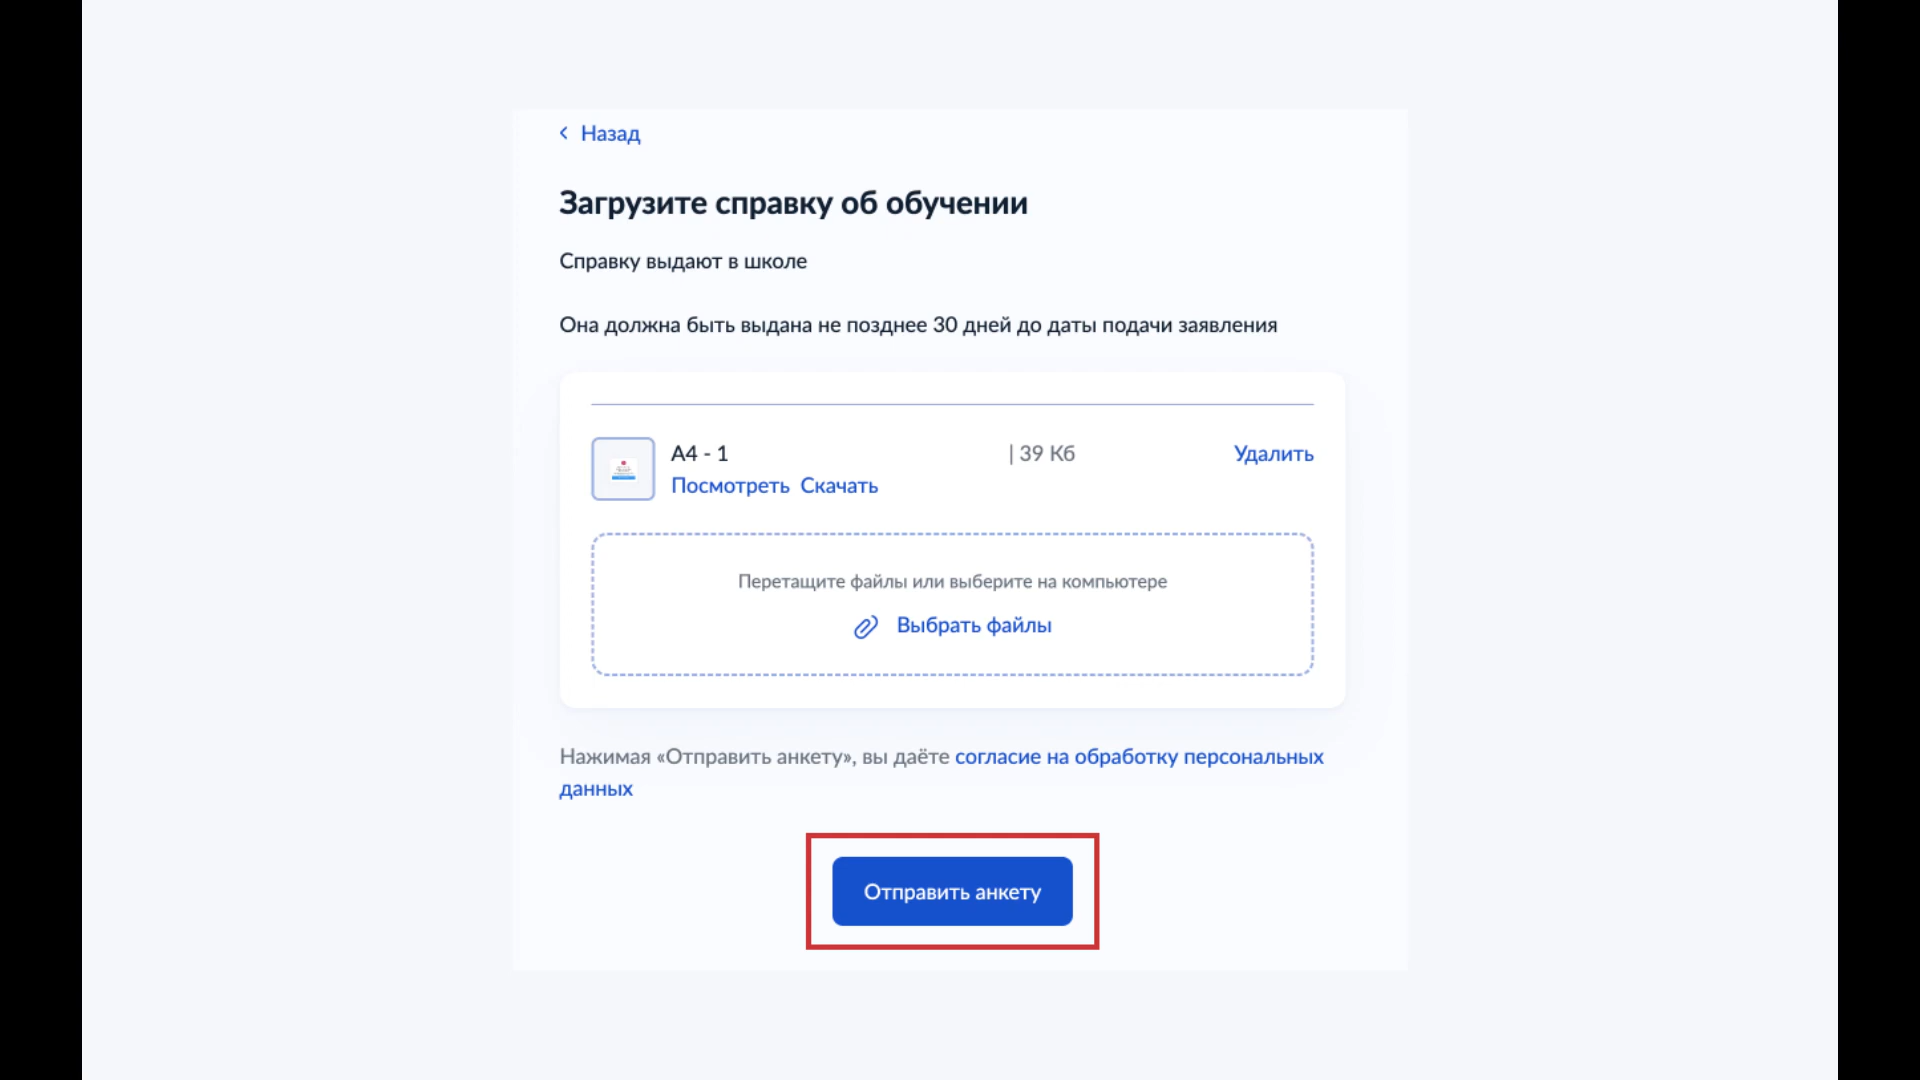 Назад
Загрузите справку об обучении
Справку выдают в школе
Она должна быть выдана не позднее 30 дней до даты подачи заявления
А4 - 1 | 39 Кб Удалить
Посмотреть Скачать
Перетащите файлы или выберите на компьютере
Выбрать файлы
Нажимая «Отправить анкету», вы даёте согласие на обработку персональных
данных
Отправить анкету